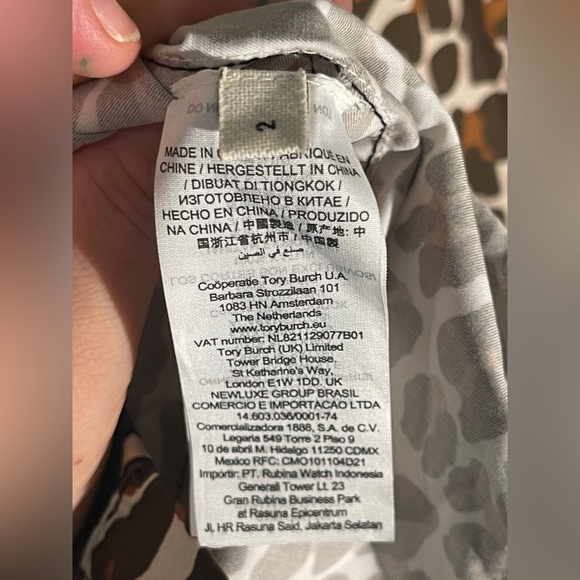 2
MADE IN FABRIQUÉ EN
CHINE / HERGESTELLT IN CHINA
/ DIBUAT DI TIONGKOK /
ИЗГОТОВЛЕНО В КИТАЕ /
HECHO EN CHINA / PRODUZIDO
NA CHINA / 中國製造 / 原产地: 中
国浙江省杭州市 / 中国製
صنع في الصين
Coöperatie Tory Burch U.A.
Barbara Strozzilaan 101
1083 HN Amsterdam
The Netherlands
www.toryburch.eu
VAT number: NL821129077B01
Tory Burch (UK) Limited
Tower Bridge House,
St Katharine's Way,
London E1W 1DD. UK
NEWLUXE GROUP BRASIL
COMERCIO E IMPORTACAO LTDA
14.603.036/0001-74
Comercializadora 1888, S.A. de C.V.
Legaria 549 Torre 2 Piso 9
10 de abril M. Hidalgo 11250 CDMX
Mexico RFC: CMO101104D21
Importir: PT. Rubina Watch Indonesia
Generali Tower Lt. 23
Gran Rubina Business Park
at Rasuna Epicentrum
Jl. HR Rasuna Said, Jakarta Selatan